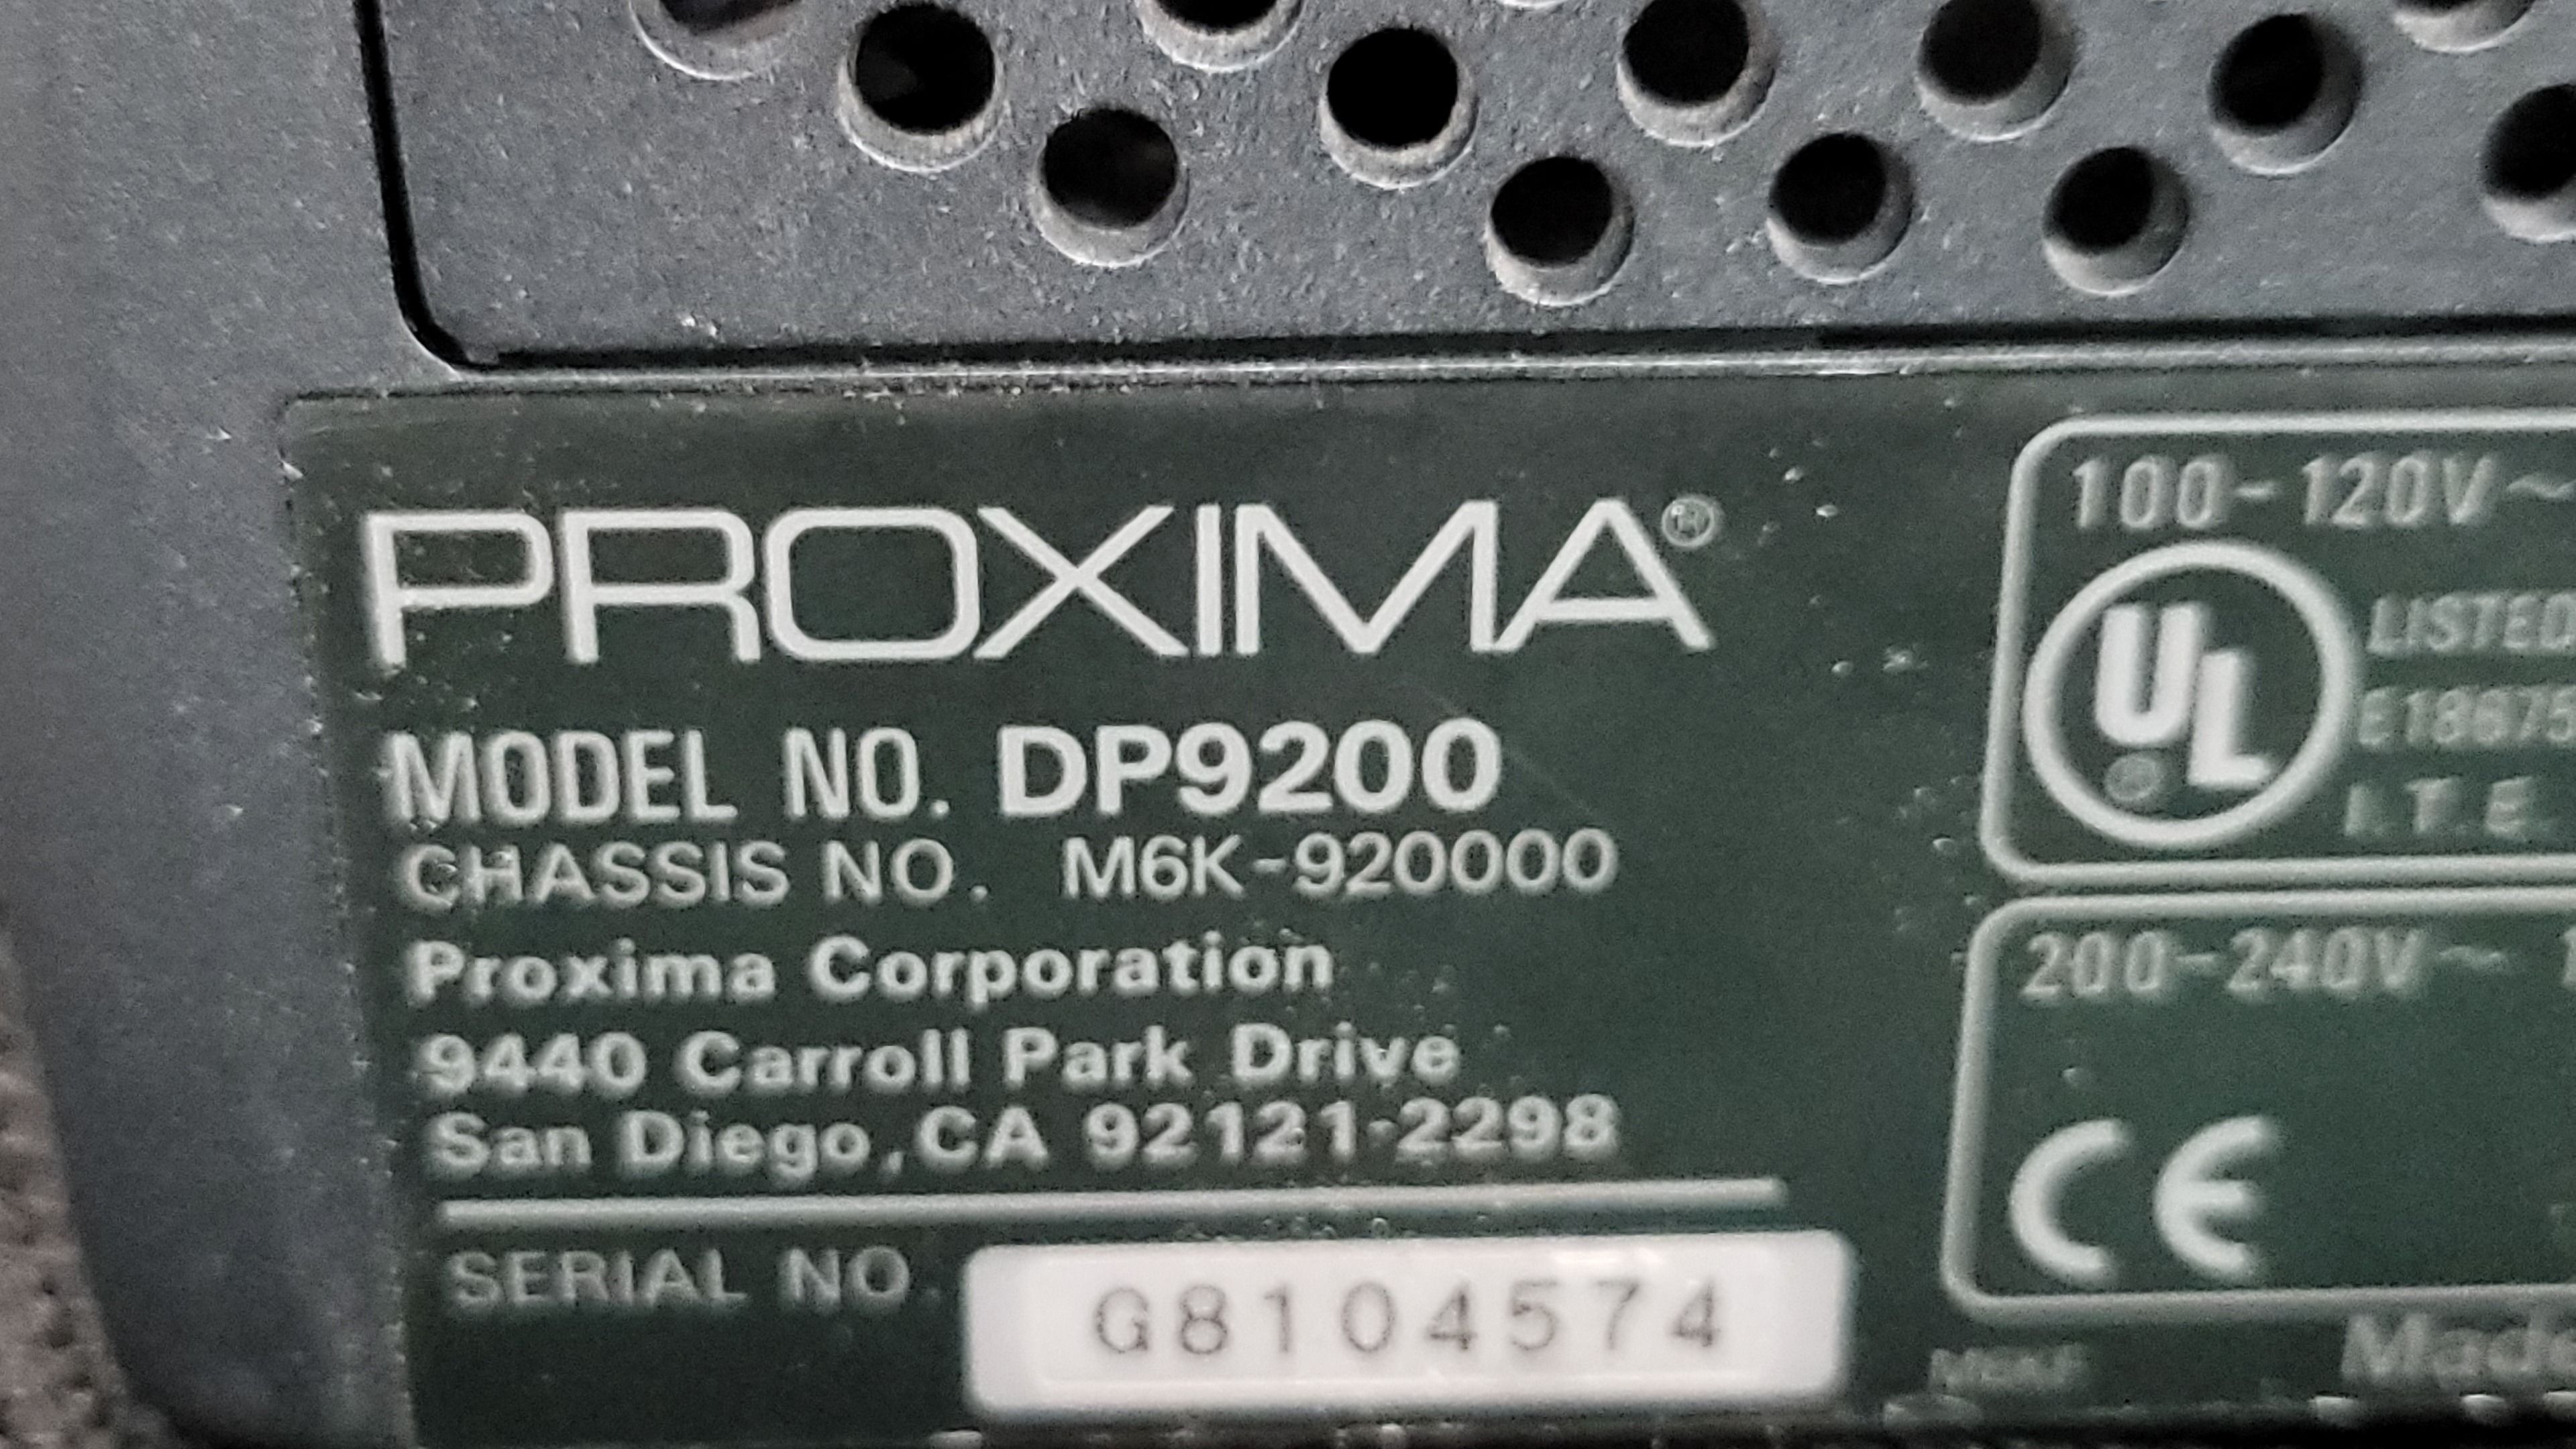 PROXIMA®
MODEL NO. DP9200
CHASSIS NO. M6K-920000
Proxima Corporation
9440 Carroll Park Drive
San Diego, CA 92121-2298
SERIAL NO. G8104574
100-120V~
UL
LISTED
I.T.E.
200-240V~
CE
Made